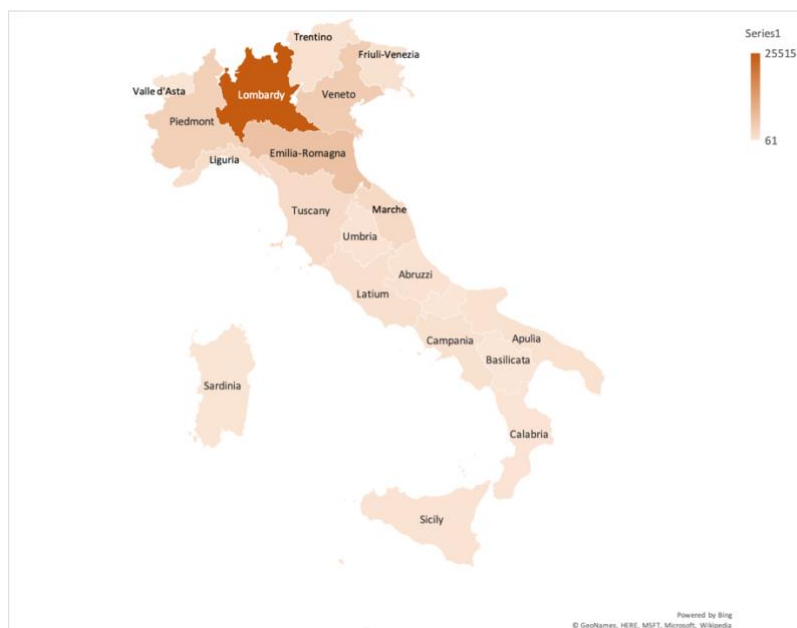 Series1
25515
61
Trentino
Friuli-Venezia
Valle d'Asta
Lombardy
Veneto
Piedmont
Emilia-Romagna
Liguria
Tuscany
Marche
Umbria
Abruzzi
Latium
Campania
Apulia
Basilicata
Sardinia
Calabria
Sicily
Powered by Bing
© GeoNames, HERE, MSFT, Microsoft, Wikipedia